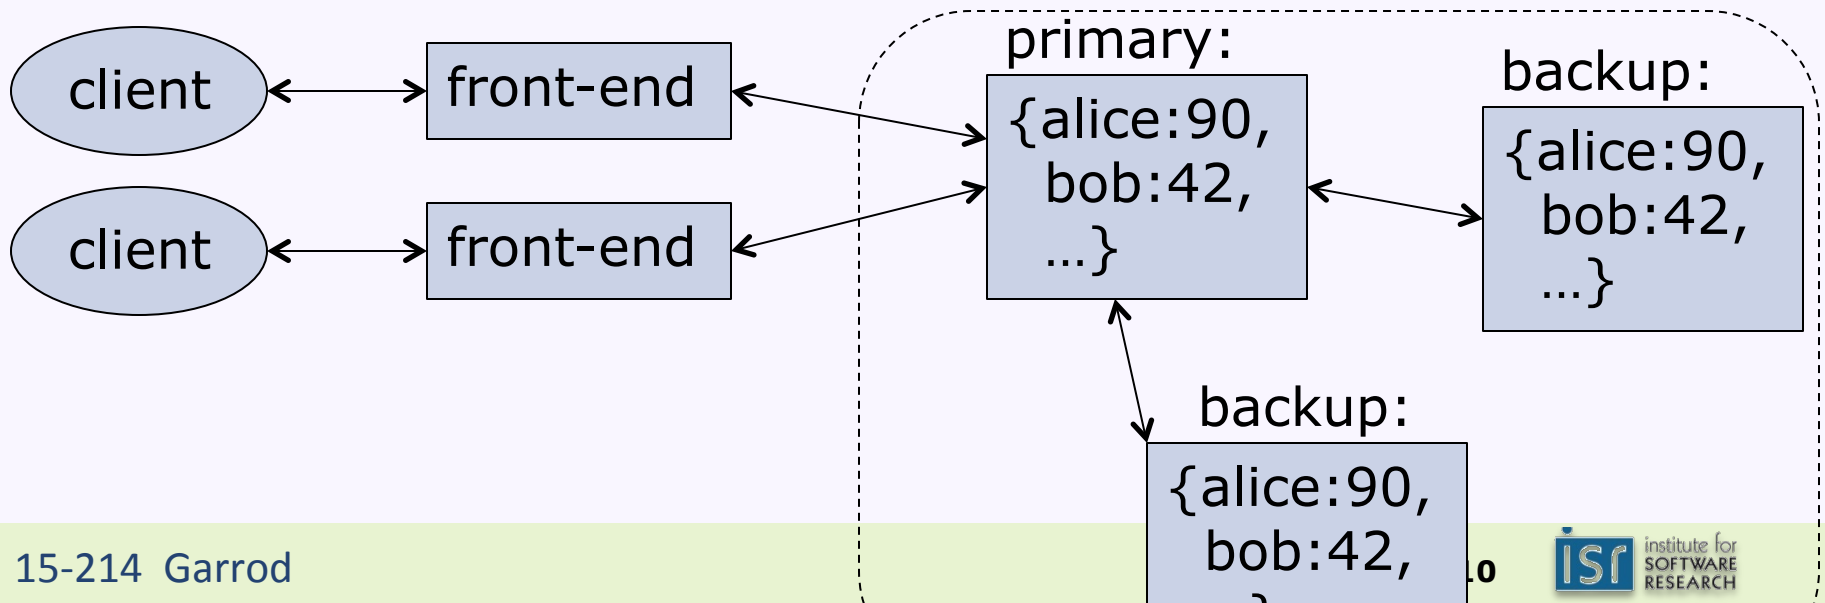 client
front-end
client
front-end
primary:
{alice:90,
bob:42,
…}
backup:
{alice:90,
bob:42,
…}
backup:
{alice:90,
bob:42,
15-214 Garrod
isr
institute for
SOFTWARE
RESEARCH